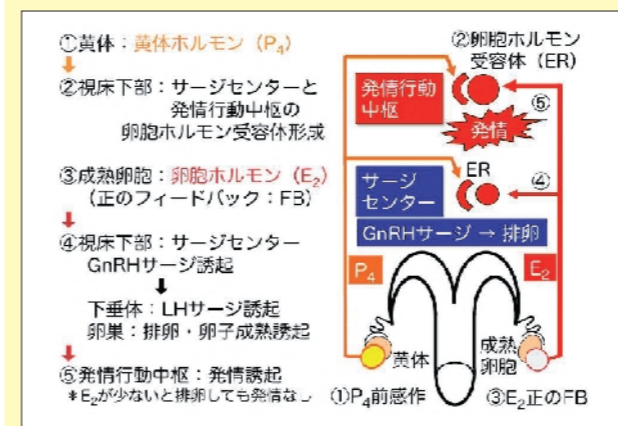 ①黄体：黄体ホルモン（P₄）
②視床下部：サージセンターと
発情行動中枢の
卵胞ホルモン受容体形成
③成熟卵胞：卵胞ホルモン（E₂）
（正のフィードバック：FB）
④視床下部：サージセンター
GnRHサージ誘起
下垂体：LHサージ誘起
卵巣：排卵・卵子成熟誘起
⑤発情行動中枢：発情誘起
＊E₂が少ないと排卵しても発情なし
②卵胞ホルモン
受容体（ER）
発情行動
中枢
⑤
発情
ER
サージ
センター
④
GnRHサージ → 排卵
P₄
E₂
黄体
成熟
卵胞
①P₄前感作
③E₂正のFB